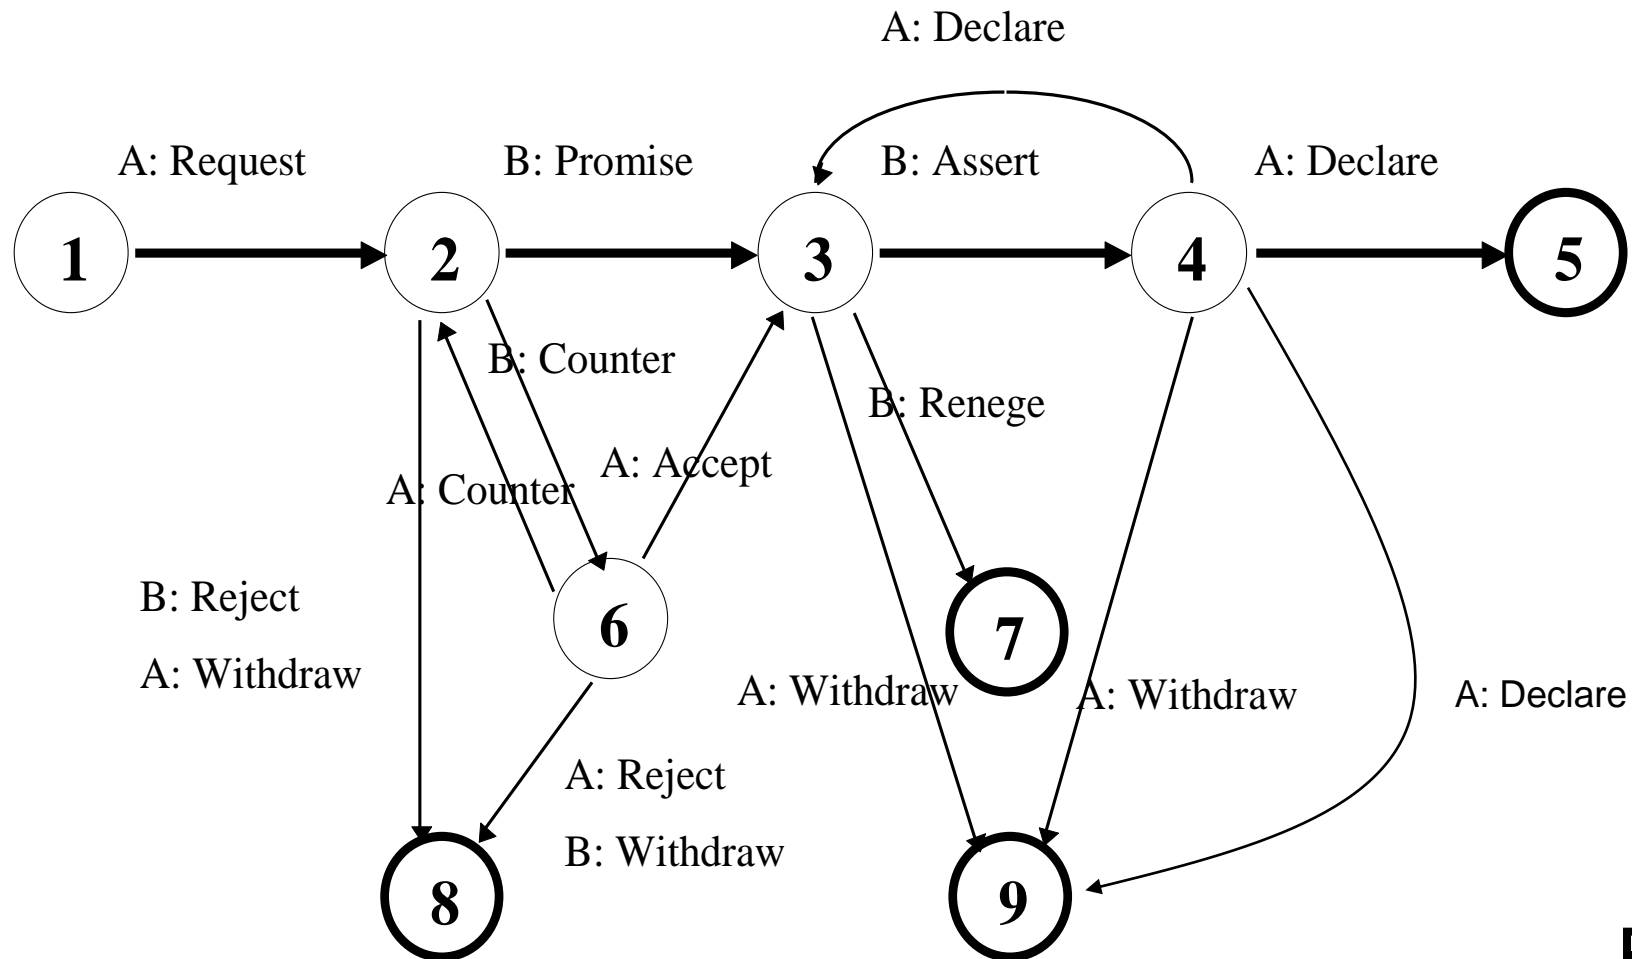 A: Declare
A: Request
B: Promise
B: Assert
A: Declare
1
2
3
4
5
B: Counter
B: Renege
A: Accept
A: Counter
B: Reject
6
7
A: Withdraw
A: Withdraw
A: Withdraw
A: Declare
A: Reject
B: Withdraw
8
9